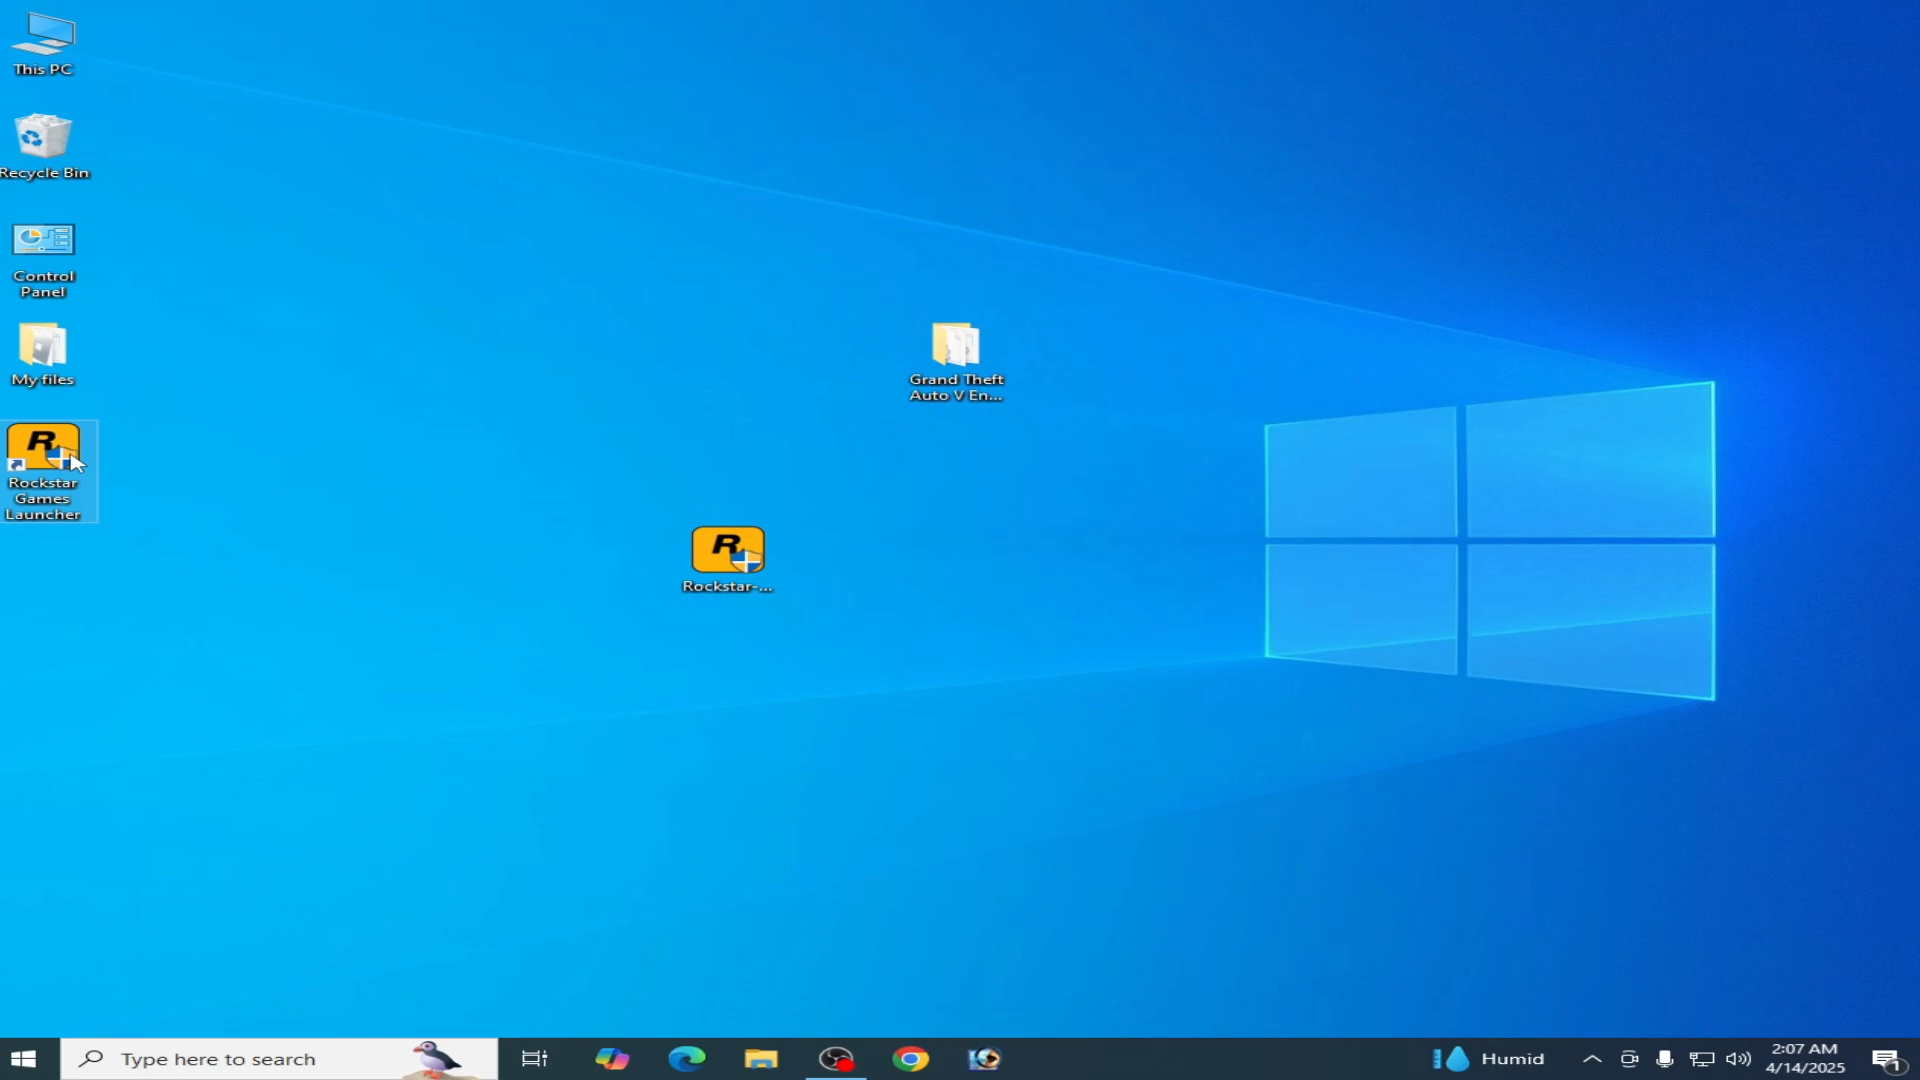 This PC
Recycle Bin
Control
Panel
My files
R
Rockstar
Games
Launcher
Grand Theft
Auto V En...
R
Rockstar-...
Type here to search
Humid
2:07 AM
4/14/2025
1